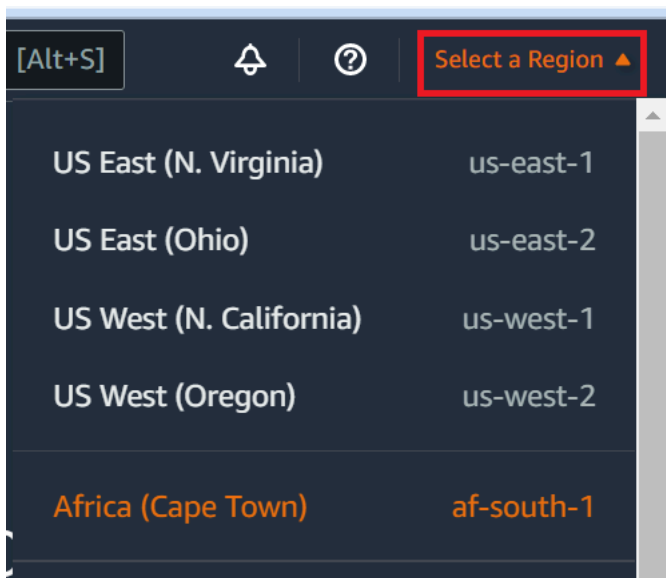 [Alt+S] Select a Region
US East (N. Virginia) us-east-1
US East (Ohio) us-east-2
US West (N. California) us-west-1
US West (Oregon) us-west-2
Africa (Cape Town) af-south-1